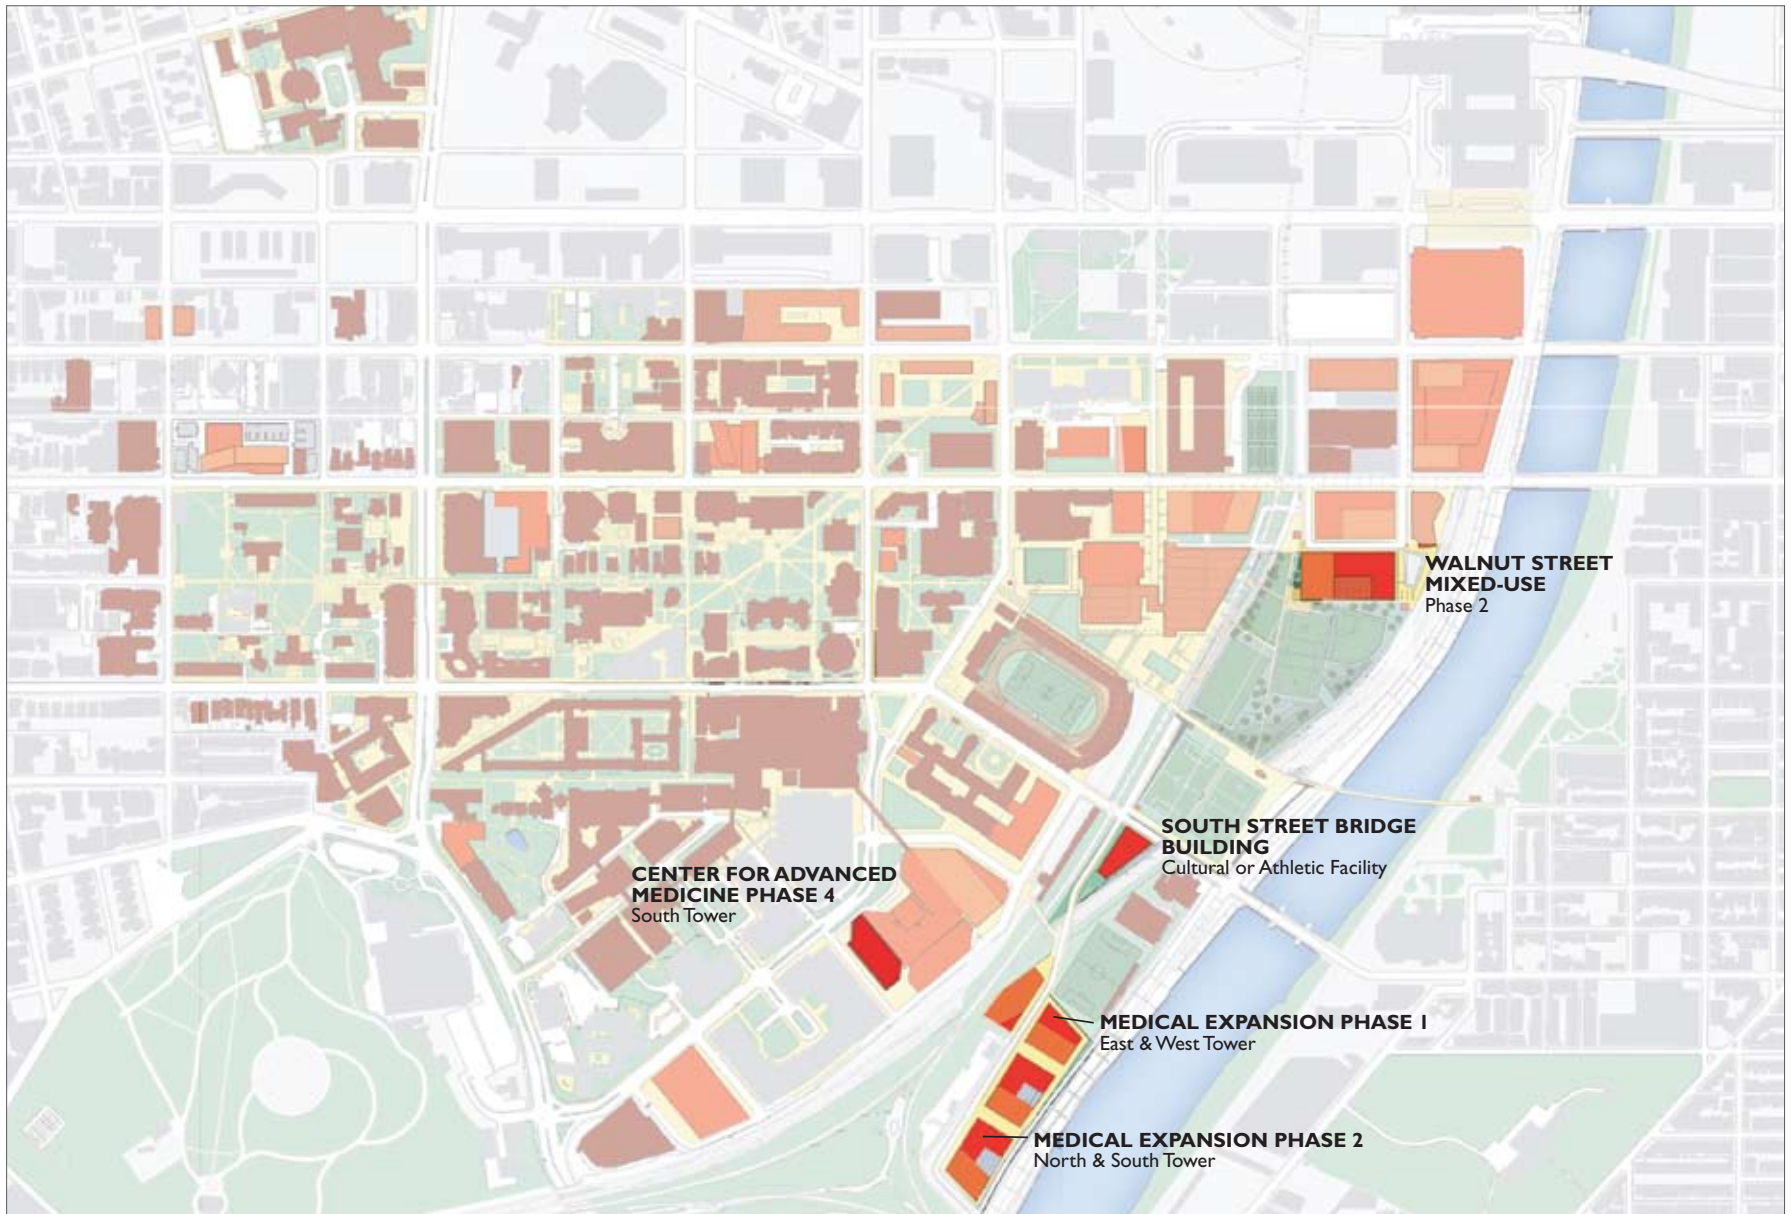 WALNUT STREET
MIXED-USE
Phase 2
SOUTH STREET BRIDGE
BUILDING
Cultural or Athletic Facility
CENTER FOR ADVANCED
MEDICINE PHASE 4
South Tower
MEDICAL EXPANSION PHASE 1
East & West Tower
MEDICAL EXPANSION PHASE 2
North & South Tower